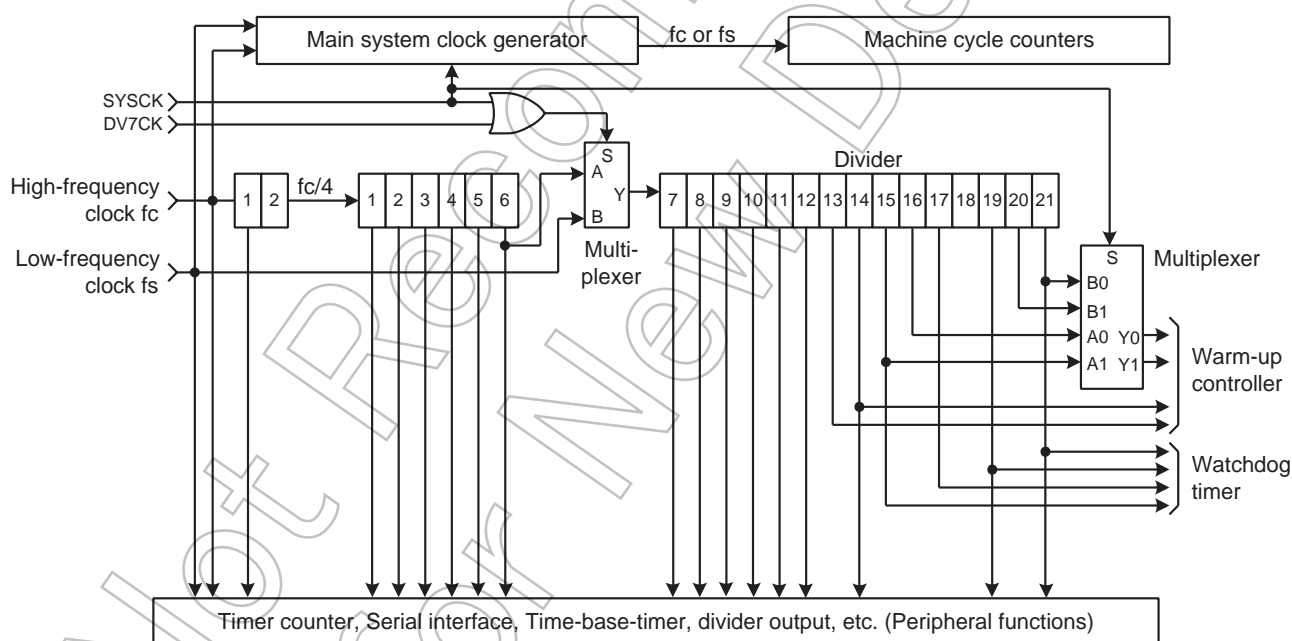 Main system clock generator
fc or fs
Machine cycle counters
SYSCK
DV7CK
High-frequency
clock fc
Low-frequency
clock fs
1 2
fc/4
1 2 3 4 5 6
S
A
B
Y
Multi-
plexer
Divider
7 8 9 10 11 12 13 14 15 16 17 18 19 20 21
S
B0
B1
A0 Y0
A1 Y1
Multiplexer
Warm-up
controller
Watchdog
timer
Timer counter, Serial interface, Time-base-timer, divider output, etc. (Peripheral functions)